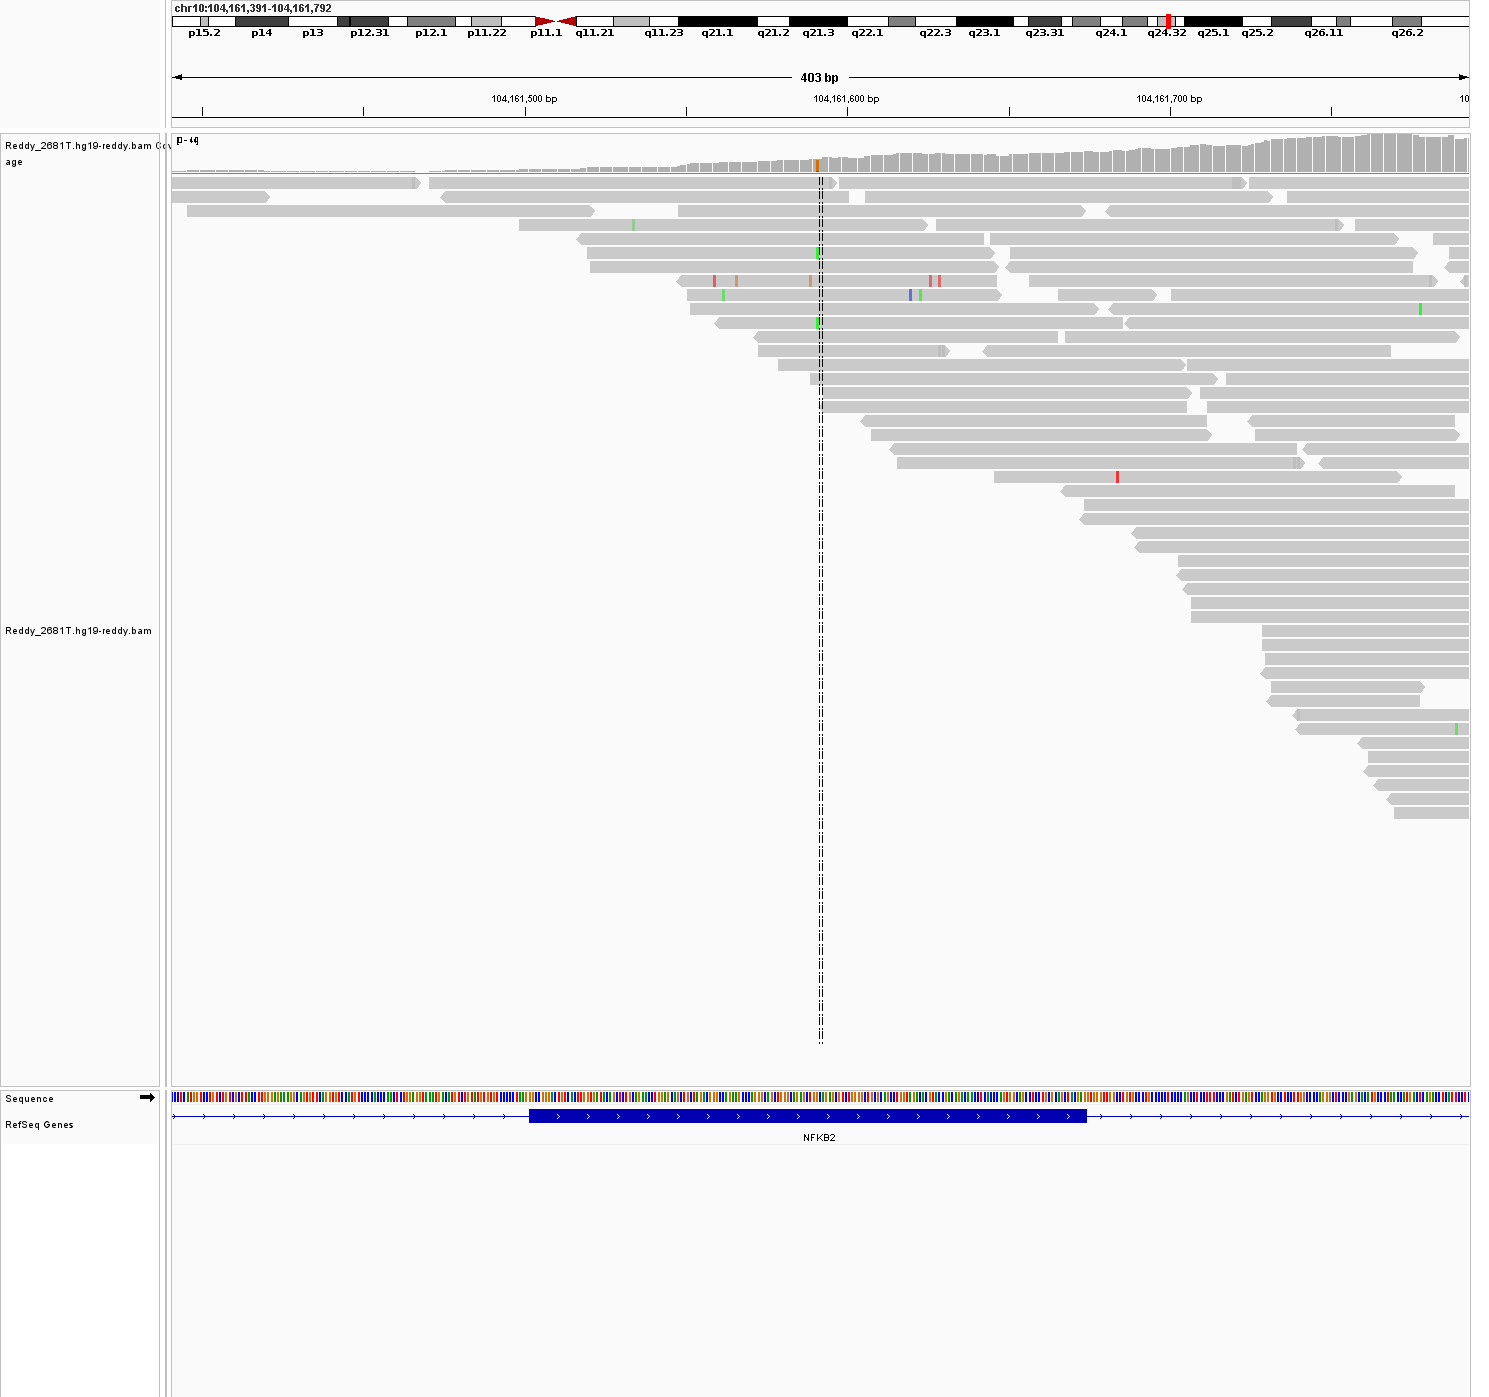 chr10:104,161,391-104,161,792
p15.2 p14 p13 p12.31 p12.1 p11.22 p11.1 q11.21 q11.23 q21.1 q21.2 q21.3 q22.1 q22.3 q23.1 q23.31 q24.1 q24.32 q25.1 q25.2 q26.11 q26.2
403 bp
104,161,500 bp 104,161,600 bp 104,161,700 bp 10
[0 - 44]
Reddy_2681T.hg19-reddy.bam Cov
age
Reddy_2681T.hg19-reddy.bam
Sequence
RefSeq Genes
NFKB2